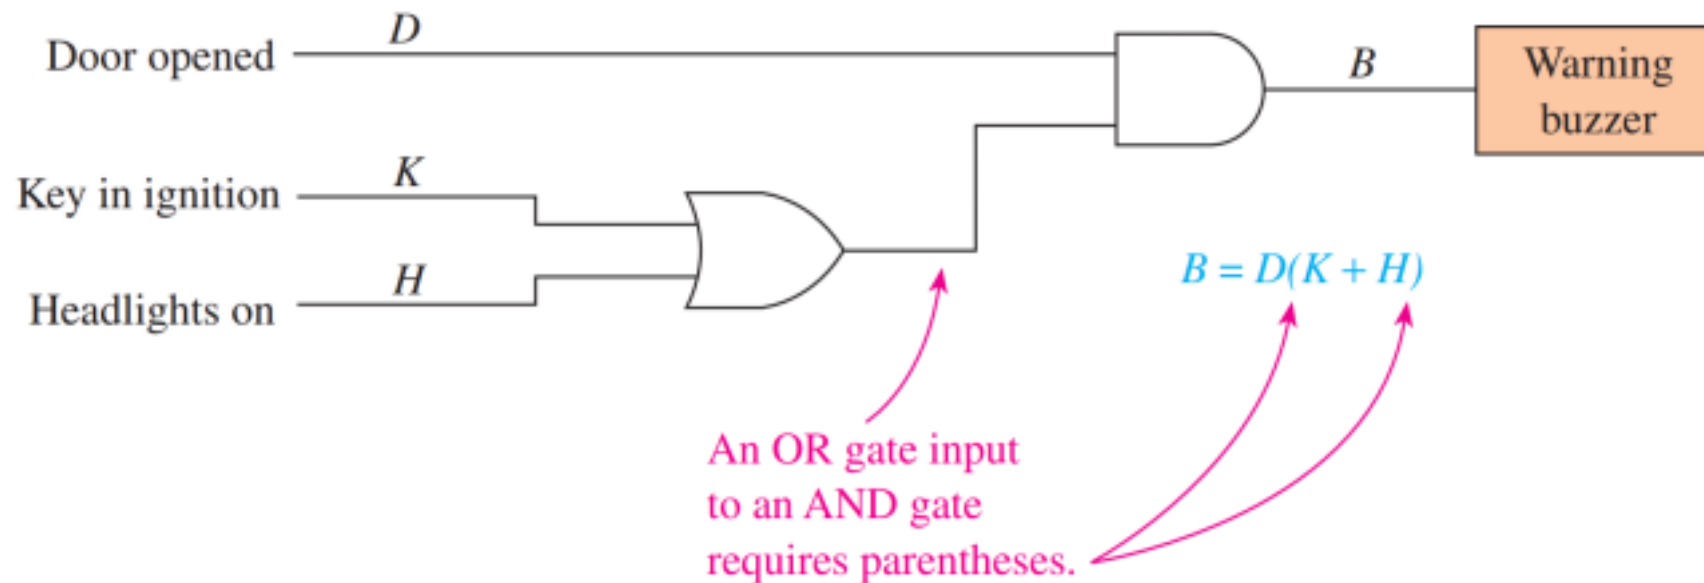 Door opened
D
B
Warning
buzzer
Key in ignition
K
Headlights on
H
B = D(K + H)
An OR gate input
to an AND gate
requires parentheses.